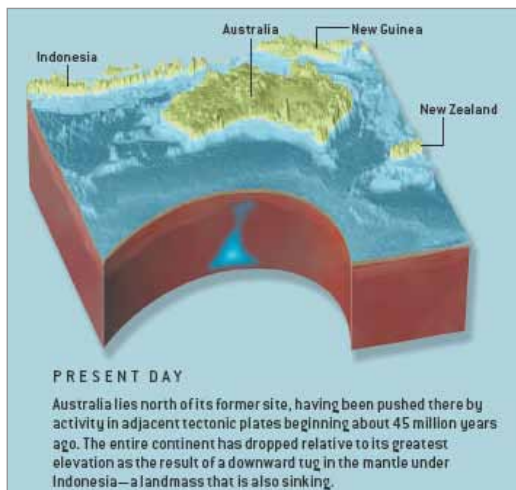 Australia
New Guinea
Indonesia
New Zealand
PRESENT DAY
Australia lies north of its former site, having been pushed there by
activity in adjacent tectonic plates beginning about 45 million years
ago. The entire continent has dropped relative to its greatest
elevation as the result of a downward tug in the mantle under
Indonesia—a landmass that is also sinking.